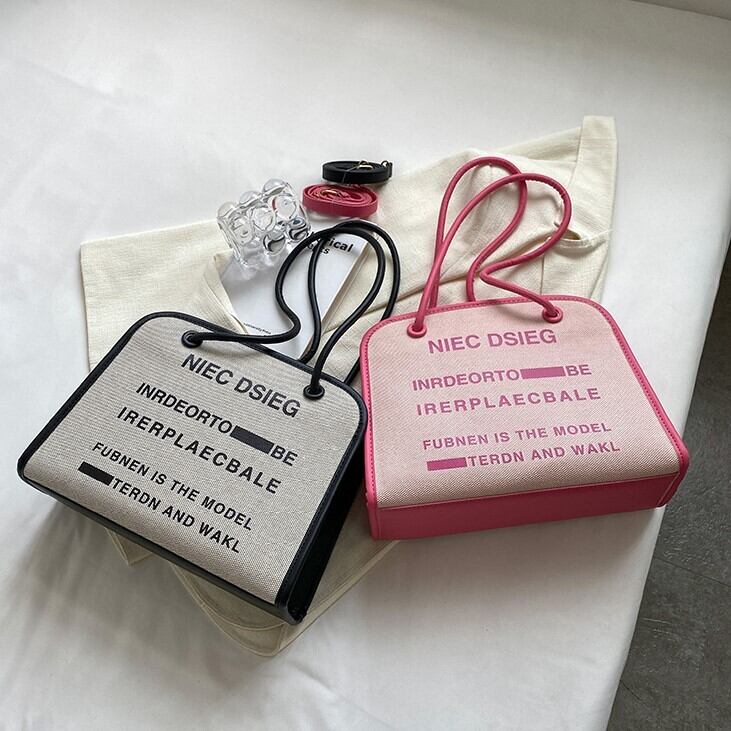 NIEC DSIEG
INRDEORTO BE
IRERPLAECBALE
FUBNEN IS THE MODEL
TERDN AND WAKL
NIEC DSIEG
INRDEORTO BE
IRERPLAECBALE
FUBNEN IS THE MODEL
TERDN AND WAKL